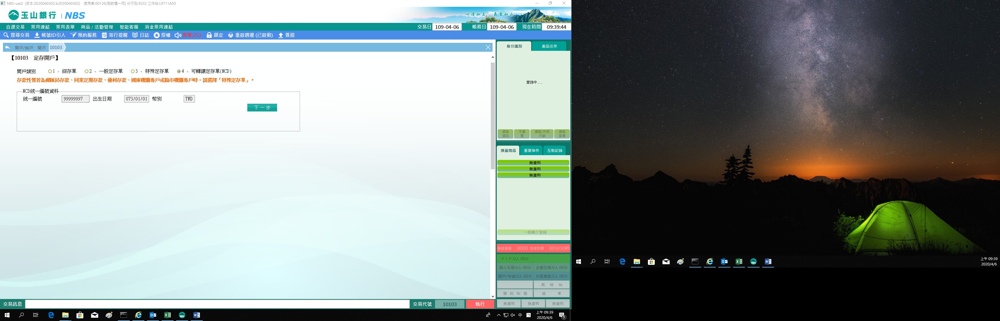 NBS-uat2 (版本:2020040302.b2020040302) 使用者:00126(測試櫃一丙) 分行別:9232 工作站:L9711A50
玉山銀行 | NBS
心清如玉, 義重如山.
自選交易 常用連結 常用表單 商品 / 活動管理 智能客服 消金常用連結 交易日 109-04-06 帳務日 109-04-06 現在時間 09:39:44
搜尋交易 帳號ID引入 預約服務 蒞行提醒 日誌 授權 廣播:251 鎖定 重啟週邊 (已啟動) 簽退
開戶/銷戶 開戶 10103
【10103 定存開戶】
開戶類別 1 - 綜存單 2 - 一般定存單 3 - 特殊定存單 4 - 可轉讓定存單(NCD)
存款性質若為郵匯局存款、同業定期存款、優利存款、國庫機關專戶或縣市機關專戶時，請選擇「特殊定存單」。
NCD統一編號資料
統一編號 99999997 出生日期 073/01/01 幣別 TWD
下一步
身分識別 產品往來
查詢中...
顧客資訊 手續費 通路/共同行銷 顧客影像
推薦商品 重要事件 互動記錄
無資料
無資料
無資料
一般轉介登錄
服務號碼： 0000 等候時間： 00分00秒
ＶＩＰ:0人 00分
個人交易:0人 00分 企業交易:0人 00分
開戶/申請:0人 00分 外匯業務:0人 00分
再 呼 叫
預 約 叫 號 結 束
無資料 無資料 無資料
交易訊息 交易代號 10103 執行
中 上午 09:39
2020/4/6 3
上午 09:39
2020/4/6